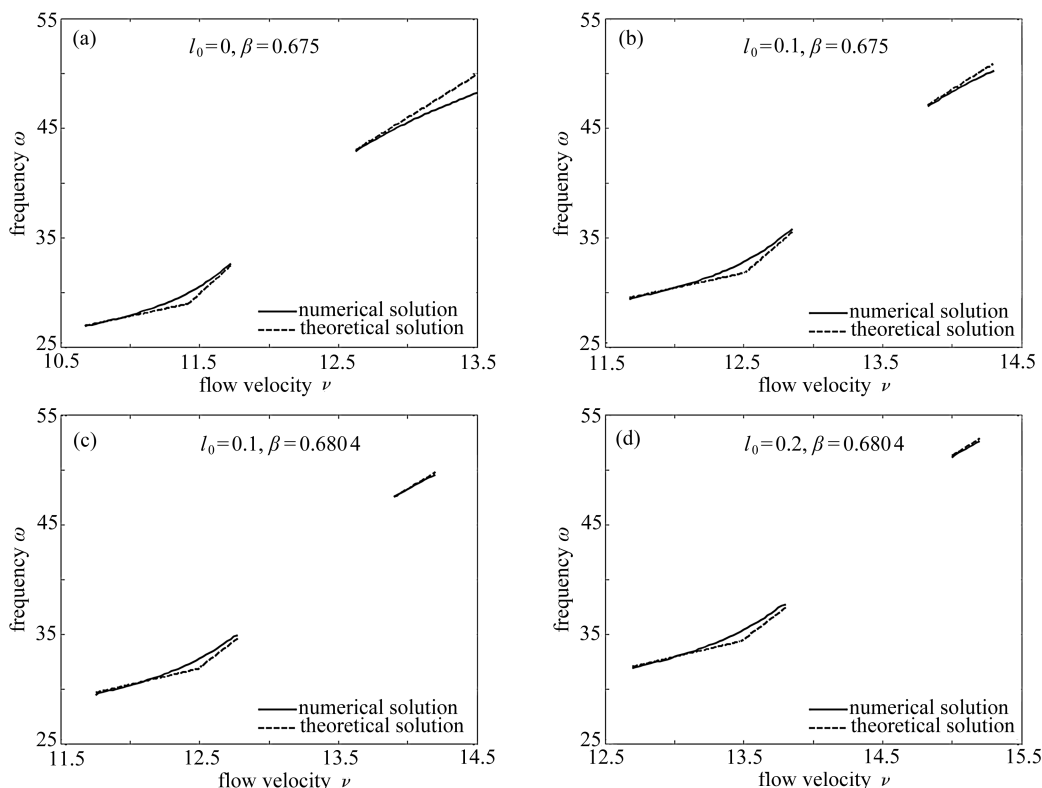 55
(a)
l₀=0, β=0.675
45
frequency ω
35
numerical solution
theoretical solution
25
10.5 11.5 12.5 13.5
flow velocity ν
55
(b)
l₀=0.1, β=0.675
45
frequency ω
35
numerical solution
theoretical solution
25
11.5 12.5 13.5 14.5
flow velocity ν
55
(c)
l₀=0.1, β=0.6804
45
frequency ω
35
numerical solution
theoretical solution
25
11.5 12.5 13.5 14.5
flow velocity ν
55
(d)
l₀=0.2, β=0.6804
45
frequency ω
35
numerical solution
theoretical solution
25
12.5 13.5 14.5 15.5
flow velocity ν